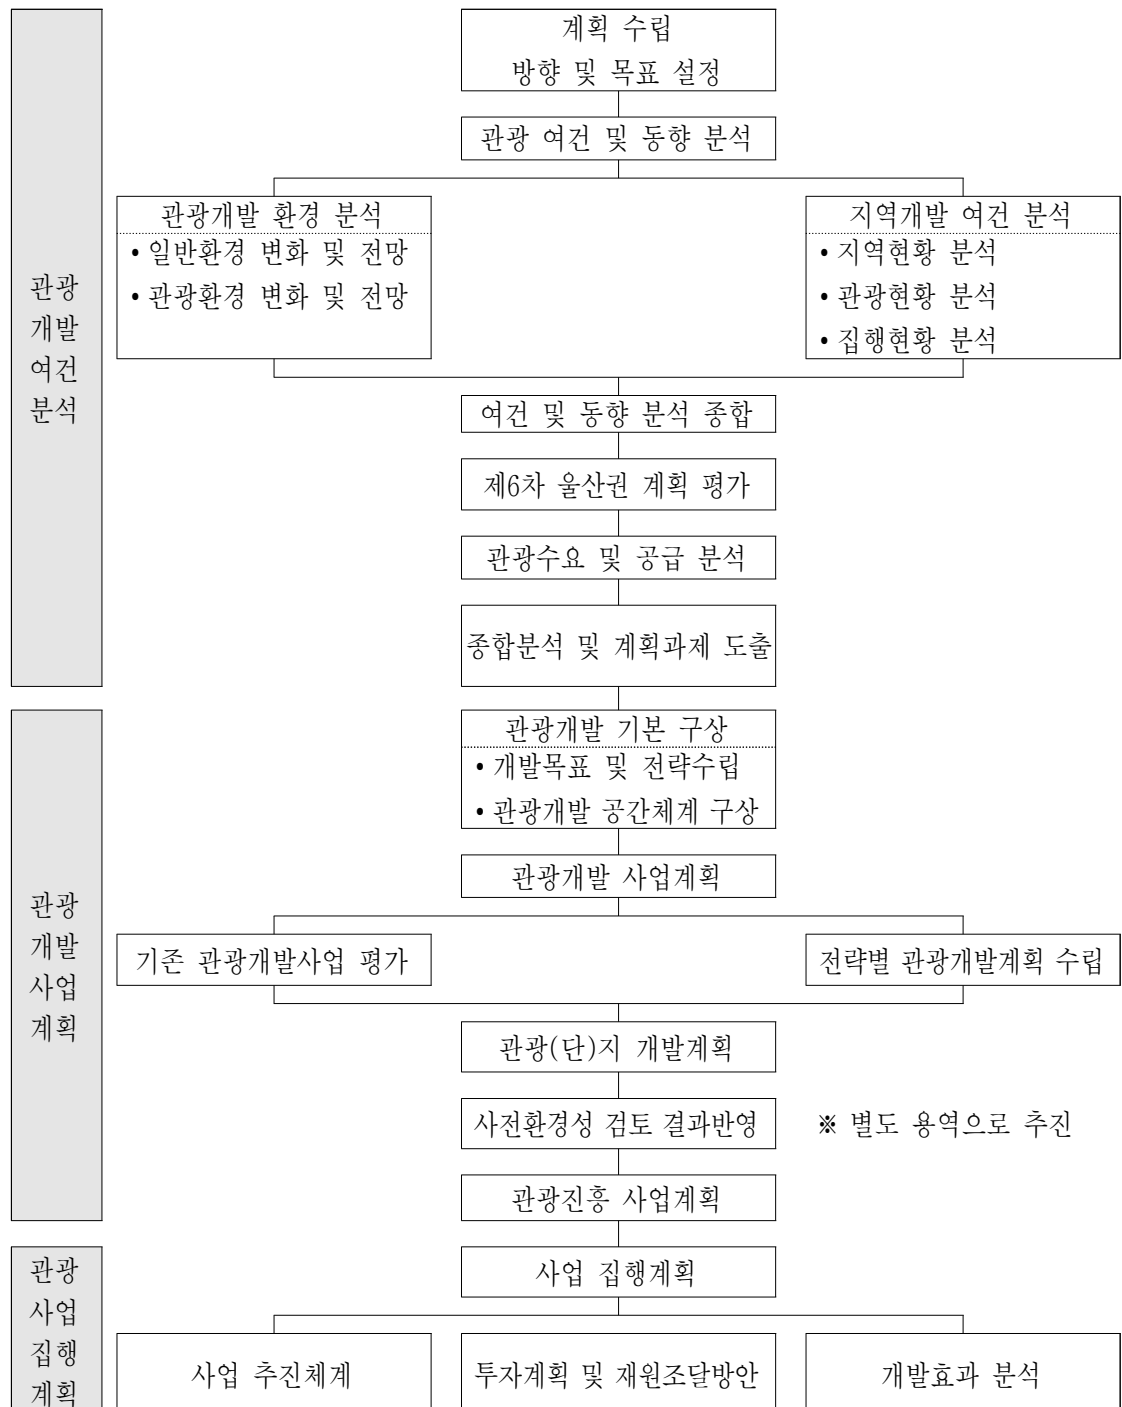 계획 수립
방향 및 목표 설정
관광 여건 및 동향 분석
관광개발 환경 분석
• 일반환경 변화 및 전망
• 관광환경 변화 및 전망
지역개발 여건 분석
• 지역현황 분석
• 관광현황 분석
• 집행현황 분석
관광
개발
여건
분석
여건 및 동향 분석 종합
제6차 울산권 계획 평가
관광수요 및 공급 분석
종합분석 및 계획과제 도출
관광개발 기본 구상
• 개발목표 및 전략수립
• 관광개발 공간체계 구상
관광개발 사업계획
관광
개발
사업
계획
기존 관광개발사업 평가
전략별 관광개발계획 수립
관광(단)지 개발계획
사전환경성 검토 결과반영
※ 별도 용역으로 추진
관광진흥 사업계획
관광
사업
집행
계획
사업 집행계획
사업 추진체계
투자계획 및 재원조달방안
개발효과 분석